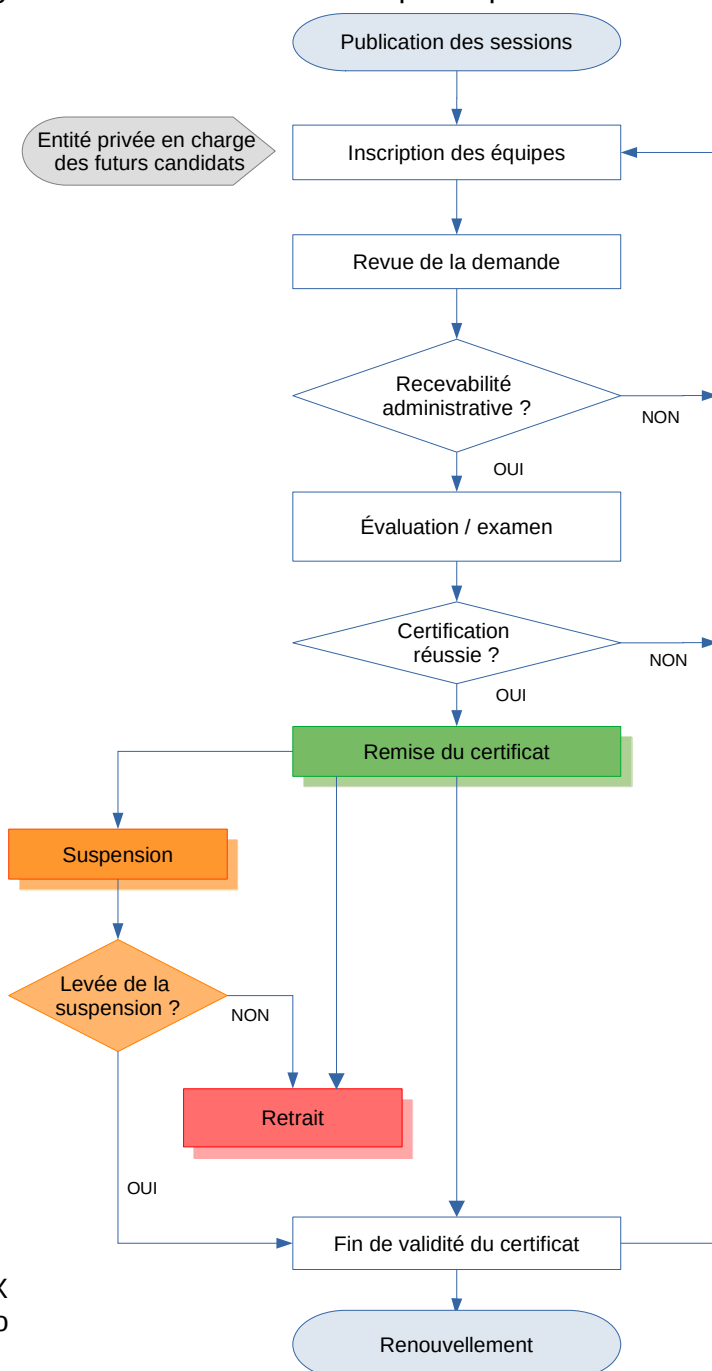 Publication des sessions
Entité privée en charge
des futurs candidats
Inscription des équipes
Revue de la demande
Recevabilité
administrative ?
NON
OUI
Évaluation / examen
Certification
réussie ?
NON
OUI
Remise du certificat
Suspension
Levée de la
suspension ?
NON
Retrait
OUI
Fin de validité du certificat
X
Renouvellement